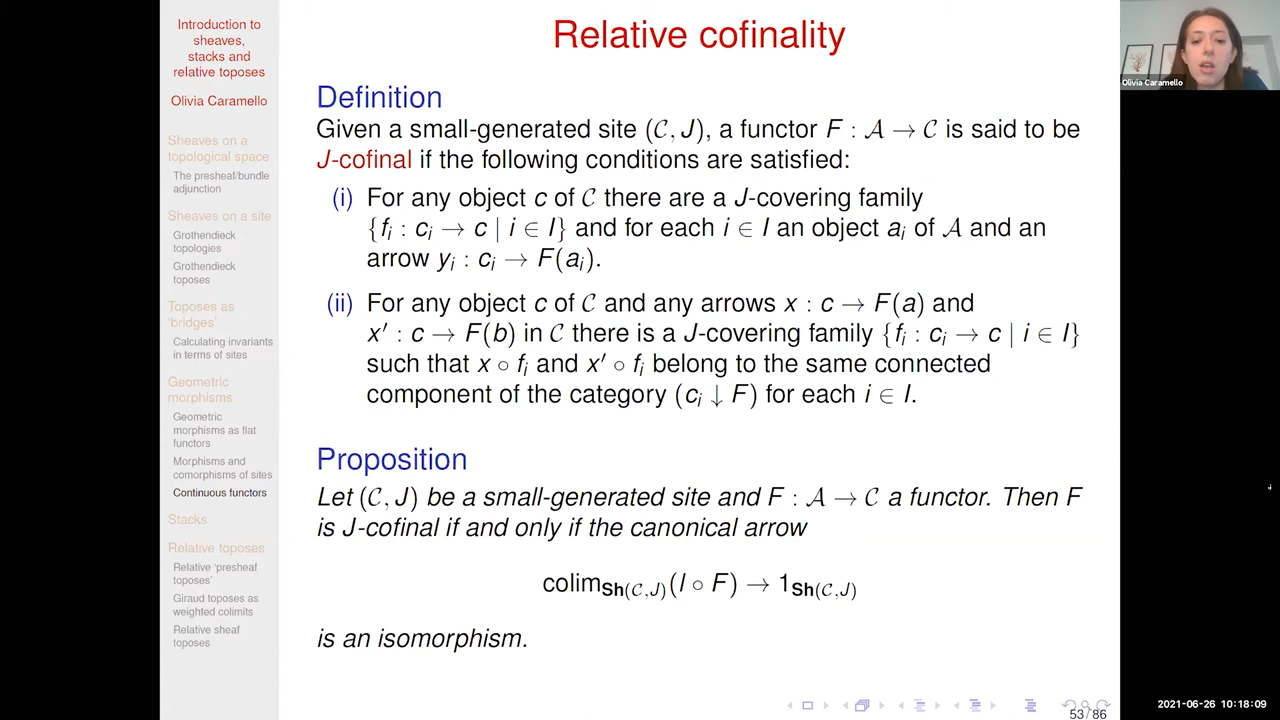 Introduction to
sheaves,
stacks and
relative toposes
Olivia Caramello
Sheaves on a
topological space
The presheaf/bundle
adjunction
Sheaves on a site
Grothendieck
topologies
Grothendieck
toposes
Toposes as
‘bridges’
Calculating invariants
in terms of sites
Geometric
morphisms
Geometric
morphisms as flat
functors
Morphisms and
comorphisms of sites
Continuous functors
Stacks
Relative toposes
Relative ‘presheaf
toposes’
Giraud toposes as
weighted colimits
Relative sheaf
toposes
Relative cofinality
Definition
Given a small-generated site (𝒞, J), a functor F : 𝒜 → 𝒞 is said to be
J-cofinal if the following conditions are satisfied:
(i) For any object c of 𝒞 there are a J-covering family
{fᵢ : cᵢ → c | i ∈ I} and for each i ∈ I an object aᵢ of 𝒜 and an
arrow yᵢ : cᵢ → F(aᵢ).
(ii) For any object c of 𝒞 and any arrows x : c → F(a) and
x′ : c → F(b) in 𝒞 there is a J-covering family {fᵢ : cᵢ → c | i ∈ I}
such that x ∘ fᵢ and x′ ∘ fᵢ belong to the same connected
component of the category (cᵢ ↓ F) for each i ∈ I.
Proposition
Let (𝒞, J) be a small-generated site and F : 𝒜 → 𝒞 a functor. Then F
is J-cofinal if and only if the canonical arrow
colim_Sh(𝒞,J)(l ∘ F) → 1_Sh(𝒞,J)
is an isomorphism.
53 / 86
Olivia Caramello
2021-06-26 10:18:09